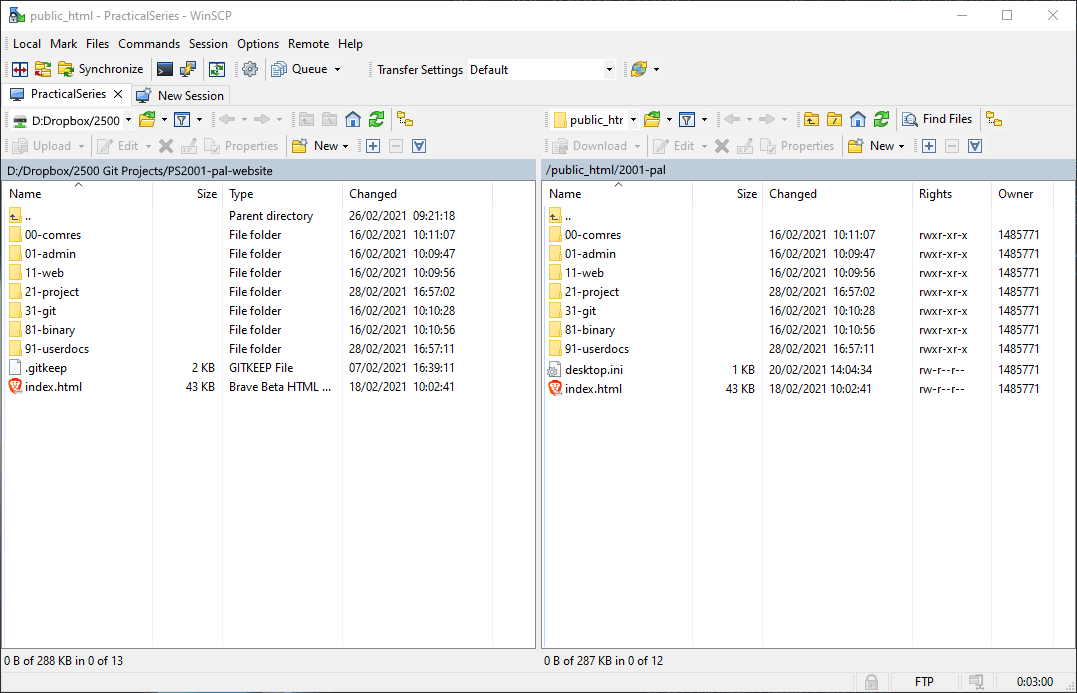 public_html - PracticalSeries - WinSCP
Local Mark Files Commands Session Options Remote Help
Synchronize Queue Transfer Settings Default
PracticalSeries New Session
D:Dropbox/2500 public_htr Find Files
Upload Edit Properties New Download Edit Properties New
D:/Dropbox/2500 Git Projects/PS2001-pal-website /public_html/2001-pal
Name Size Type Changed
.. Parent directory 26/02/2021 09:21:18
00-comres File folder 16/02/2021 10:11:07
01-admin File folder 16/02/2021 10:09:47
11-web File folder 16/02/2021 10:09:56
21-project File folder 28/02/2021 16:57:02
31-git File folder 16/02/2021 10:10:28
81-binary File folder 16/02/2021 10:10:56
91-userdocs File folder 28/02/2021 16:57:11
.gitkeep 2 KB GITKEEP File 07/02/2021 16:39:11
index.html 43 KB Brave Beta HTML ... 18/02/2021 10:02:41
Name Size Changed Rights Owner
..
00-comres 16/02/2021 10:11:07 rwxr-xr-x 1485771
01-admin 16/02/2021 10:09:47 rwxr-xr-x 1485771
11-web 16/02/2021 10:09:56 rwxr-xr-x 1485771
21-project 28/02/2021 16:57:02 rwxr-xr-x 1485771
31-git 16/02/2021 10:10:28 rwxr-xr-x 1485771
81-binary 16/02/2021 10:10:56 rwxr-xr-x 1485771
91-userdocs 28/02/2021 16:57:11 rwxr-xr-x 1485771
desktop.ini 1 KB 20/02/2021 14:04:34 rw-r--r-- 1485771
index.html 43 KB 18/02/2021 10:02:41 rw-r--r-- 1485771
0 B of 288 KB in 0 of 13 0 B of 287 KB in 0 of 12
FTP 0:03:00